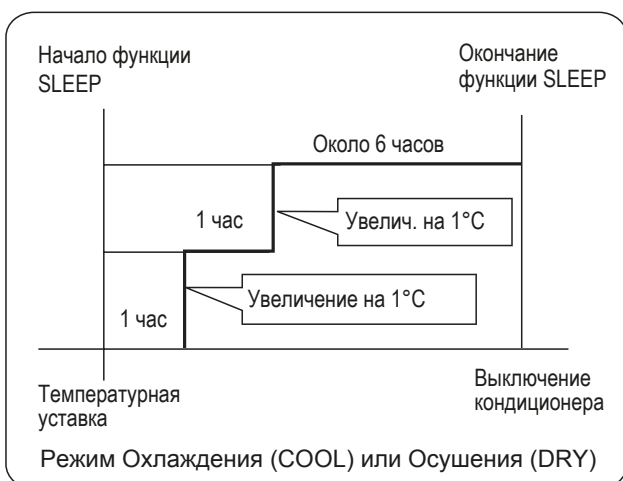 Начало функции
SLEEP
Окончание
функции SLEEP
Около 6 часов
1 час
Увелич. на 1°C
1 час
Увеличение на 1°C
Температурная
уставка
Выключение
кондиционера
Режим Охлаждения (COOL) или Осушения (DRY)